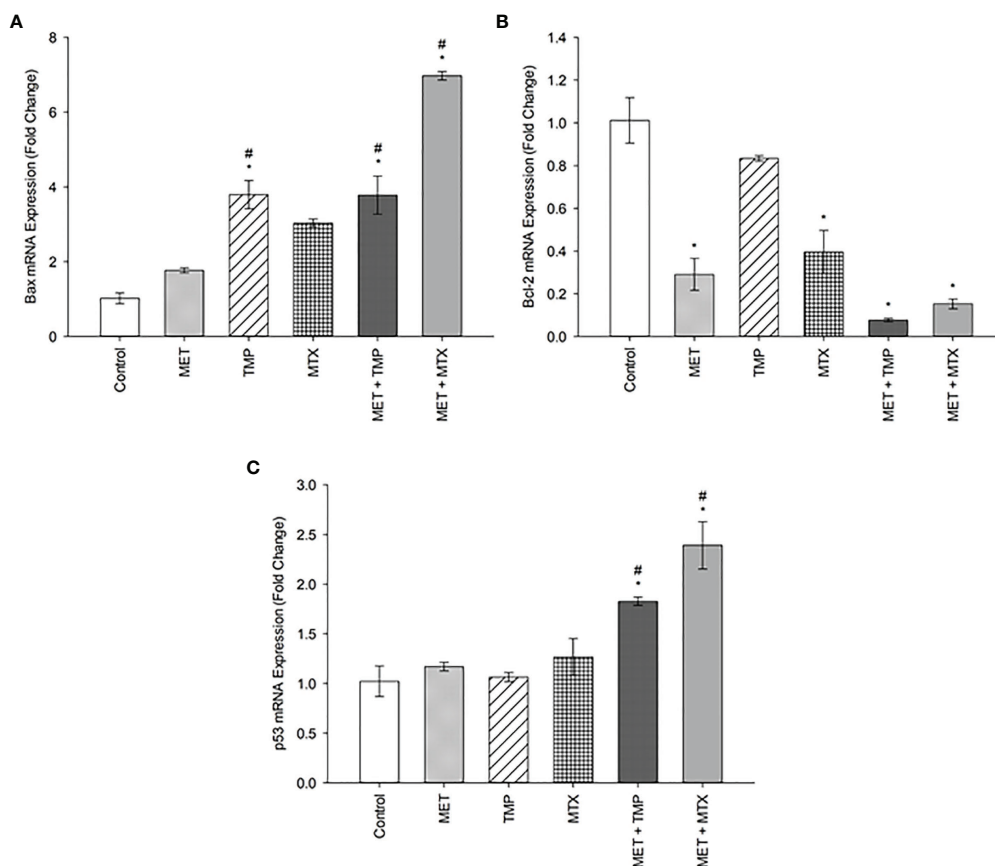 A
Bax mRNA Expression (Fold Change)
8
6
4
2
0
#
*
#
*
#
*
Control
MET
TMP
MTX
MET + TMP
MET + MTX
B
Bcl-2 mRNA Expression (Fold Change)
1.4
1.2
1.0
0.8
0.6
0.4
0.2
0.0
*
*
*
*
Control
MET
TMP
MTX
MET + TMP
MET + MTX
C
p53 mRNA Expression (Fold Change)
3.0
2.5
2.0
1.5
1.0
0.5
0.0
#
*
#
*
Control
MET
TMP
MTX
MET + TMP
MET + MTX